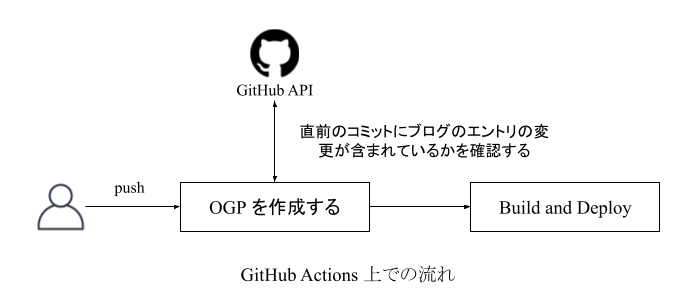 GitHub API
直前のコミットにブログのエントリの変
更が含まれているかを確認する
push
OGP を作成する
Build and Deploy
GitHub Actions 上での流れ